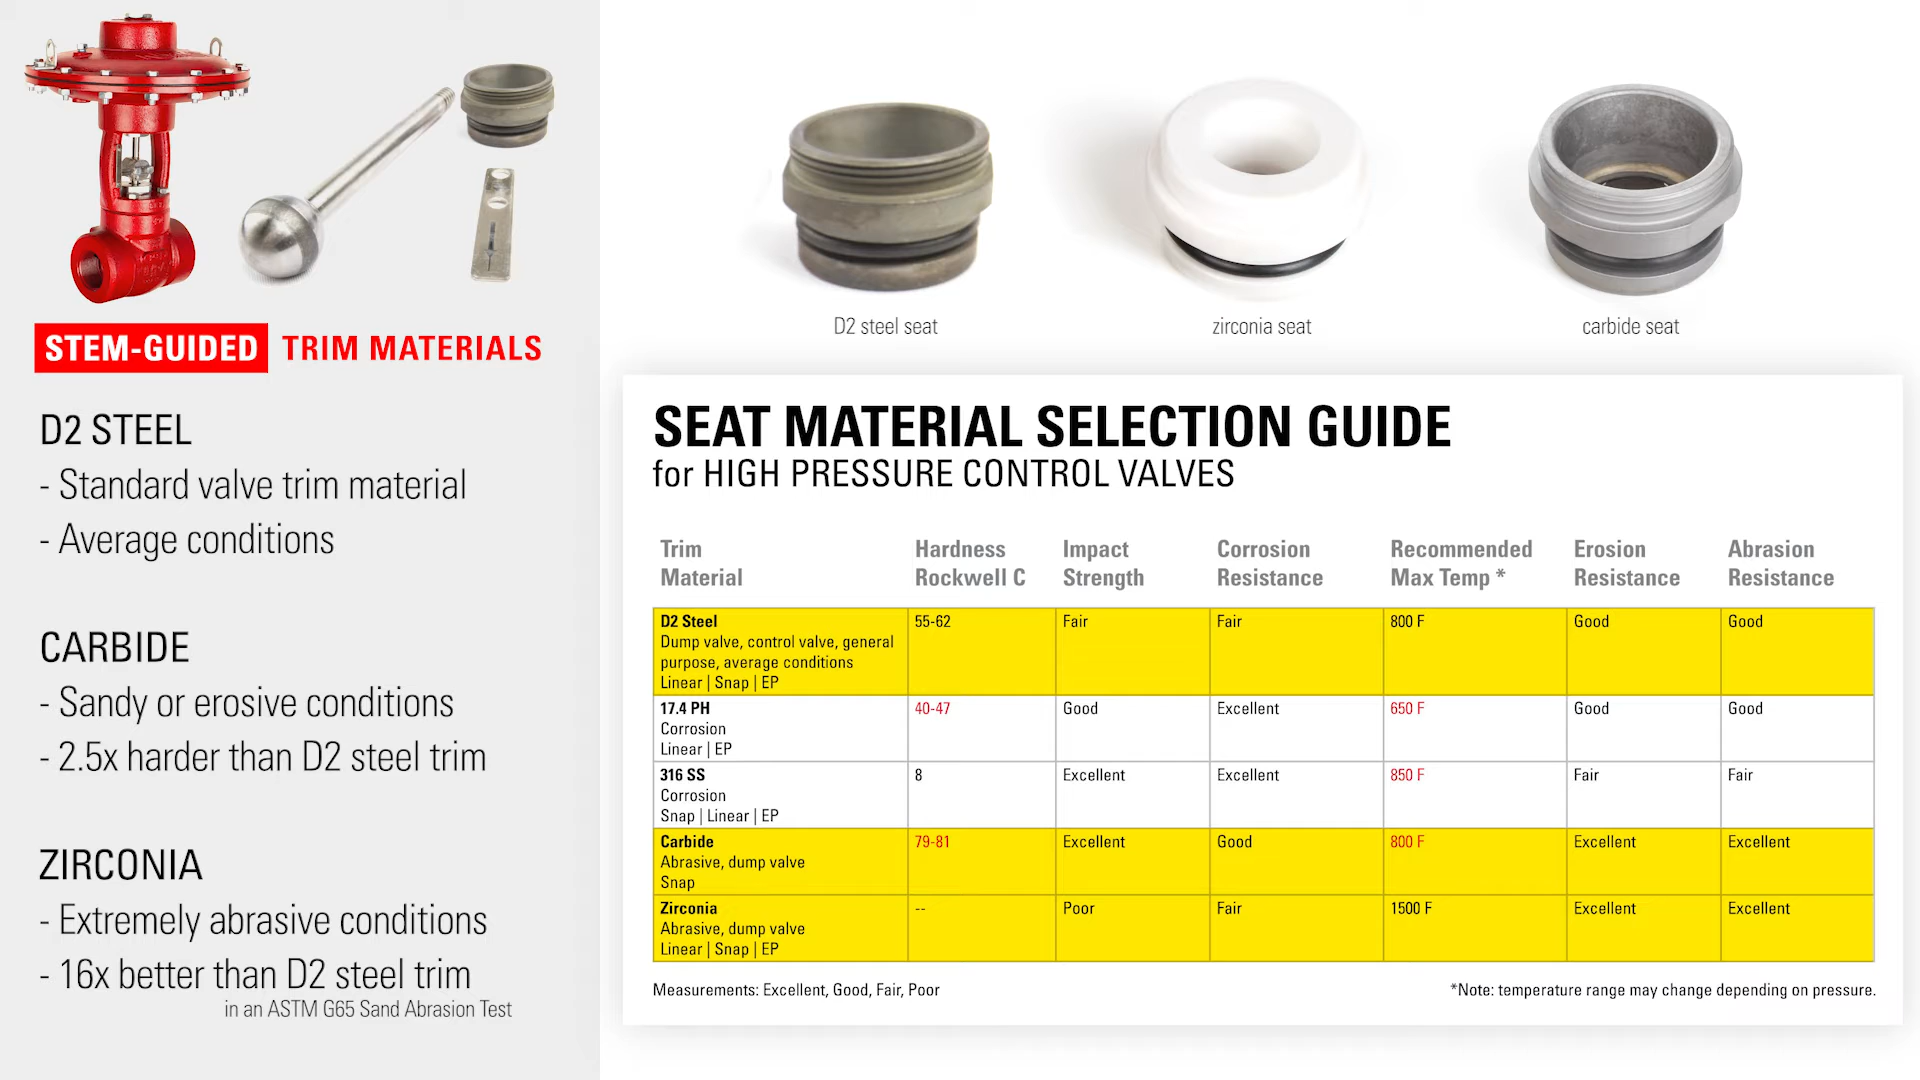 STEM-GUIDED TRIM MATERIALS
D2 STEEL
- Standard valve trim material
- Average conditions
CARBIDE
- Sandy or erosive conditions
- 2.5x harder than D2 steel trim
ZIRCONIA
- Extremely abrasive conditions
- 16x better than D2 steel trim
in an ASTM G65 Sand Abrasion Test
D2 steel seat
zirconia seat
carbide seat
SEAT MATERIAL SELECTION GUIDE
for HIGH PRESSURE CONTROL VALVES
Trim Material
Hardness Rockwell C
Impact Strength
Corrosion Resistance
Recommended Max Temp *
Erosion Resistance
Abrasion Resistance
D2 Steel 55-62 Fair Fair 800 F Good Good
Dump valve, control valve, general
purpose, average conditions
Linear | Snap | EP
17.4 PH 40-47 Good Excellent 650 F Good Good
Corrosion
Linear | EP
316 SS 8 Excellent Excellent 850 F Fair Fair
Corrosion
Snap | Linear | EP
Carbide 79-81 Excellent Good 800 F Excellent Excellent
Abrasive, dump valve
Snap
Zirconia -- Poor Fair 1500 F Excellent Excellent
Abrasive, dump valve
Linear | Snap | EP
Measurements: Excellent, Good, Fair, Poor
*Note: temperature range may change depending on pressure.